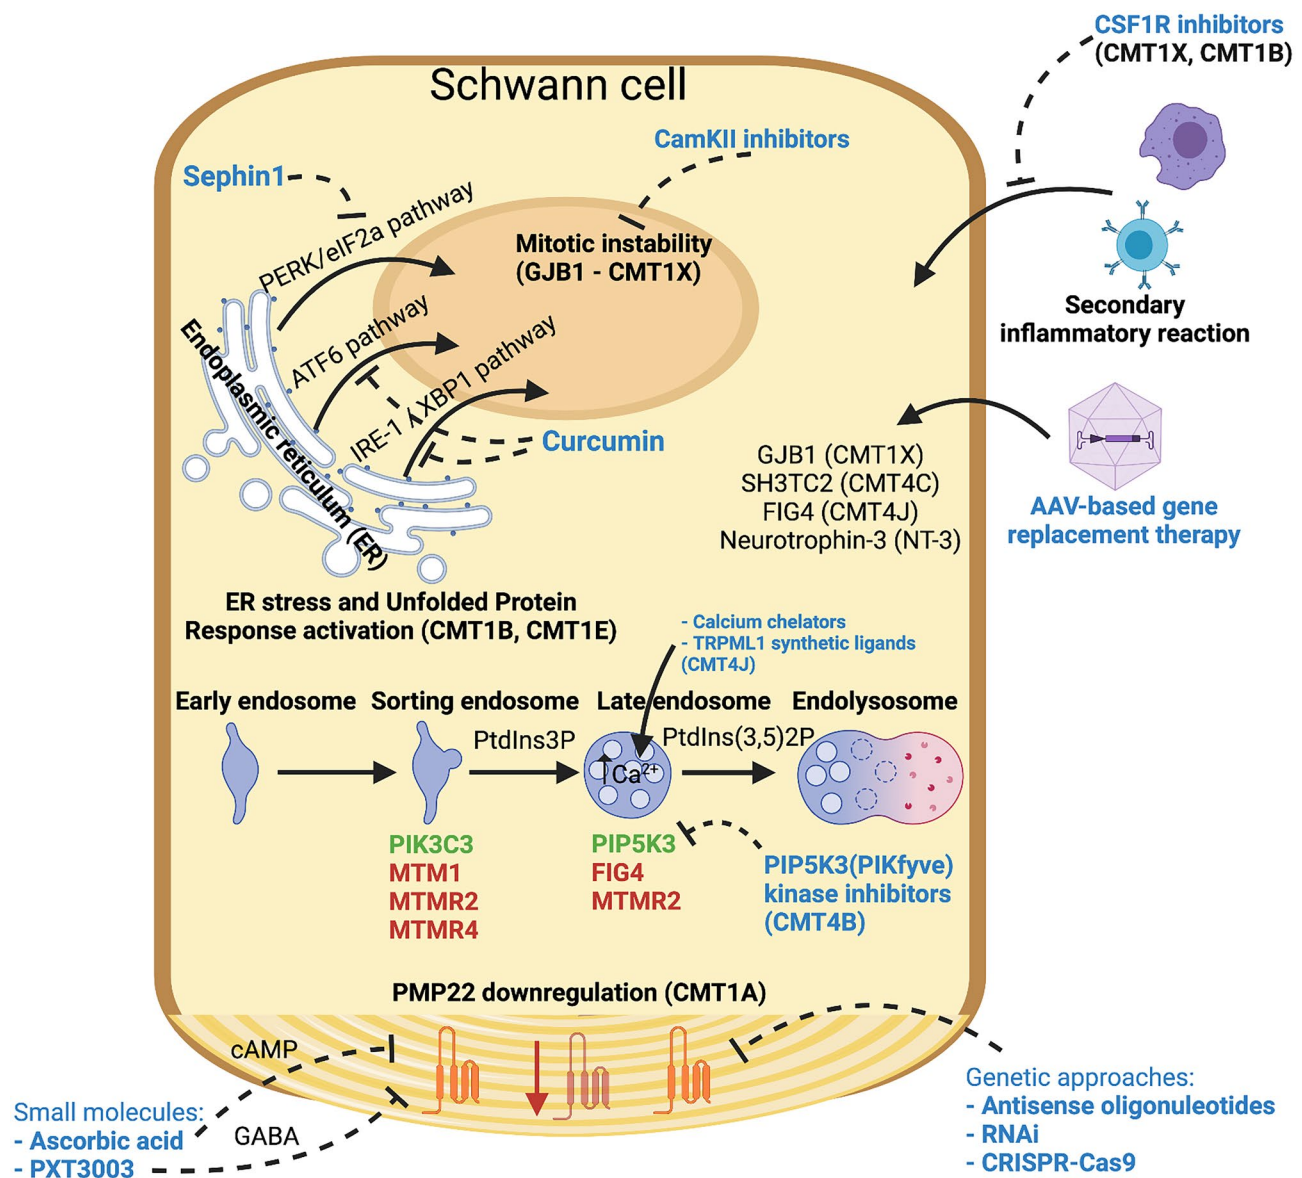 CSF1R inhibitors
(CMT1X, CMT1B)
Schwann cell
CamKII inhibitors
Sephin1
PERK/eIF2a pathway
Mitotic instability
(GJB1 - CMT1X)
Secondary
inflammatory reaction
ATF6 pathway
IRE-1 XBP1 pathway
Endoplasmic reticulum (ER)
Curcumin
GJB1 (CMT1X)
SH3TC2 (CMT4C)
FIG4 (CMT4J)
Neurotrophin-3 (NT-3)
AAV-based gene
replacement therapy
ER stress and Unfolded Protein
Response activation (CMT1B, CMT1E)
- Calcium chelators
- TRPML1 synthetic ligands
(CMT4J)
Early endosome
Sorting endosome
Late endosome
Endolysosome
PtdIns3P
PtdIns(3,5)2P
Ca2+
PIK3C3
MTM1
MTMR2
MTMR4
PIP5K3
FIG4
MTMR2
PIP5K3(PIKfyve)
kinase inhibitors
(CMT4B)
PMP22 downregulation (CMT1A)
cAMP
GABA
Small molecules:
- Ascorbic acid
- PXT3003
Genetic approaches:
- Antisense oligonuleotides
- RNAi
- CRISPR-Cas9